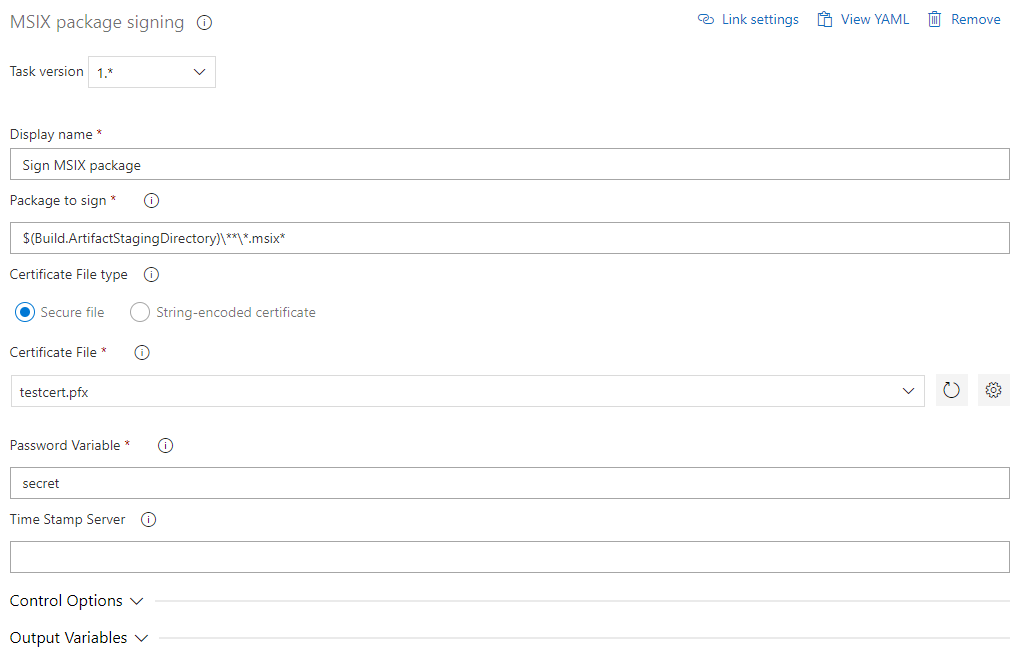 MSIX package signing Link settings View YAML Remove
Task version 1.*
Display name *
Sign MSIX package
Package to sign *
$(Build.ArtifactStagingDirectory)\**\*.msix*
Certificate File type
Secure file String-encoded certificate
Certificate File *
testcert.pfx
Password Variable *
secret
Time Stamp Server
Control Options
Output Variables